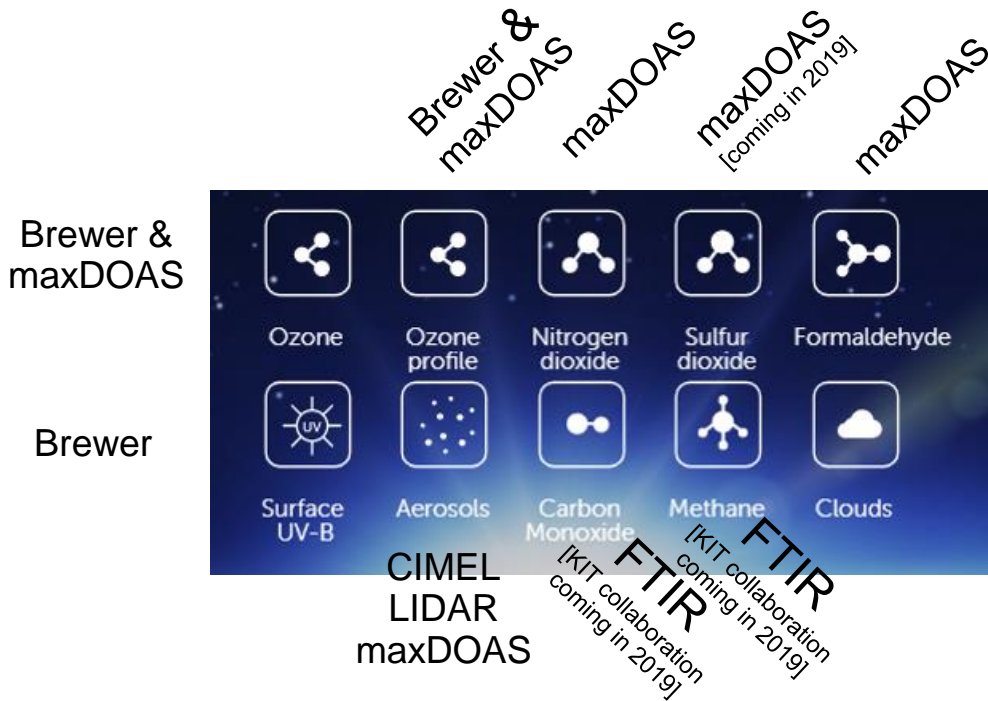 Brewer &
maxDOAS
maxDOAS
maxDOAS
[coming in 2019]
maxDOAS
Brewer &
maxDOAS
Ozone
Ozone
profile
Nitrogen
dioxide
Sulfur
dioxide
Formaldehyde
Brewer
UV
Surface
UV-B
Aerosols
Carbon
Monoxide
Methane
Clouds
CIMEL
LIDAR
maxDOAS
FTIR
[KIT collaboration
coming in 2019]
FTIR
[KIT collaboration
coming in 2019]